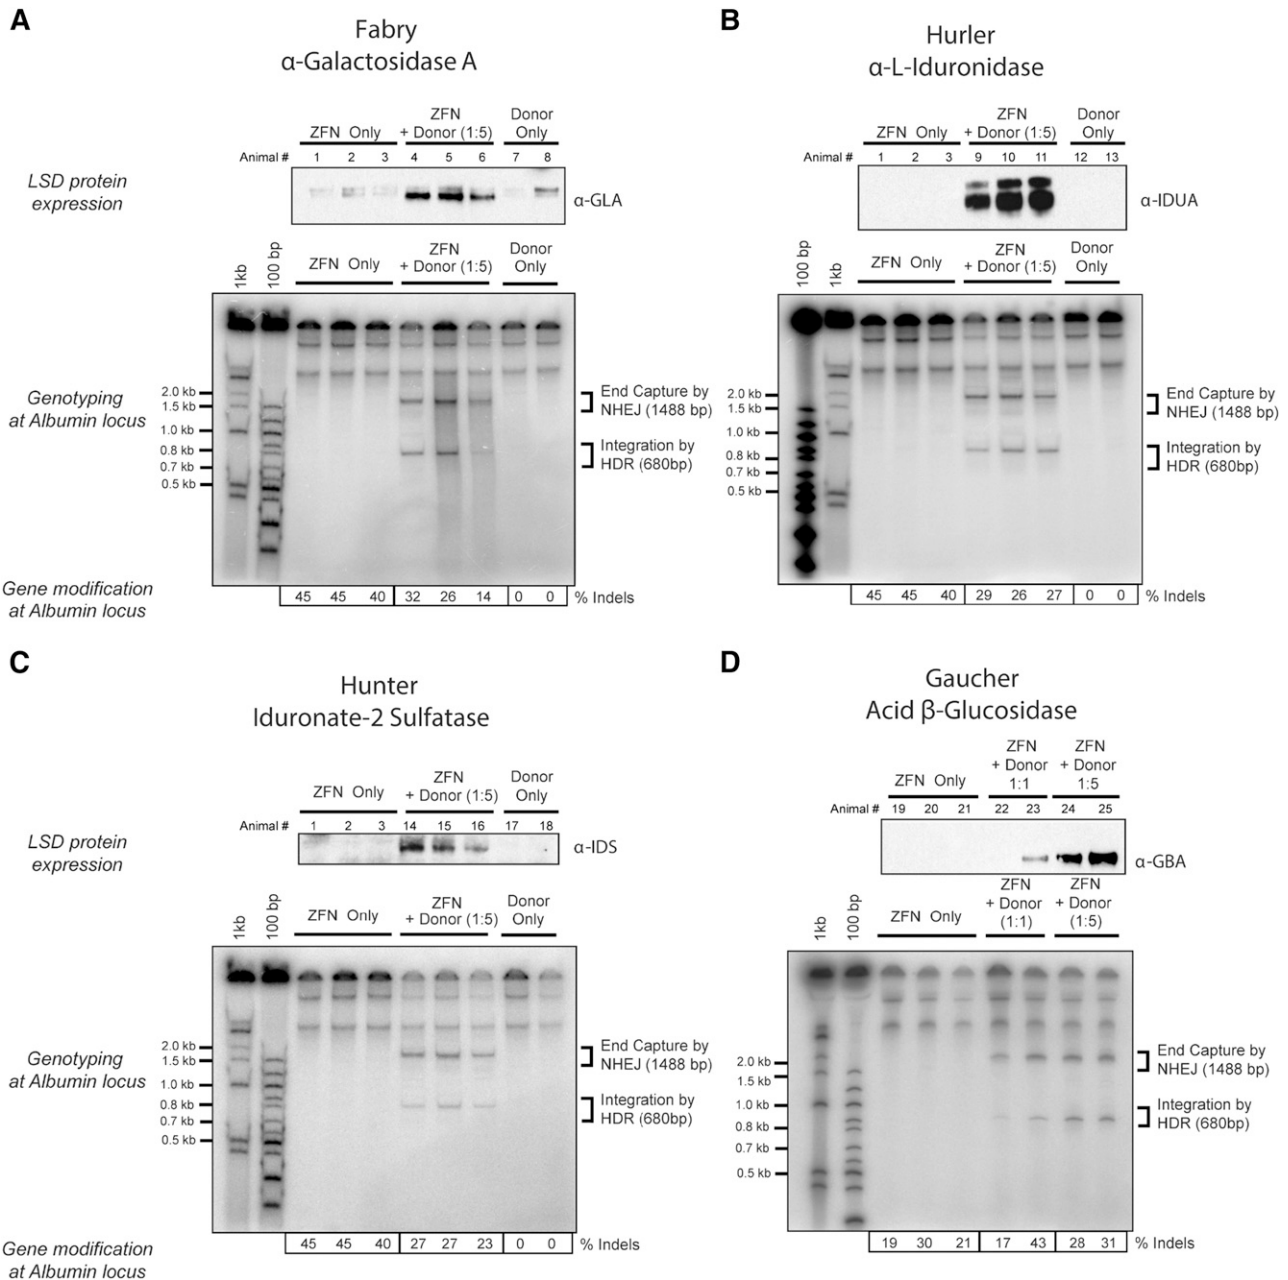 A
Fabry
α-Galactosidase A
ZFN Only
ZFN
+ Donor (1:5)
Donor
Only
Animal #
1 2 3 4 5 6 7 8
LSD protein
expression
α-GLA
1kb
100 bp
ZFN Only
ZFN
+ Donor (1:5)
Donor
Only
Genotyping
at Albumin locus
2.0 kb
1.5 kb
1.0 kb
0.8 kb
0.7 kb
0.5 kb
End Capture by
NHEJ (1488 bp)
Integration by
HDR (680bp)
Gene modification
at Albumin locus
45 45 40 32 26 14 0 0 % Indels
B
Hurler
α-L-Iduronidase
ZFN Only
ZFN
+ Donor (1:5)
Donor
Only
Animal #
1 2 3 9 10 11 12 13
α-IDUA
100 bp
1kb
ZFN Only
ZFN
+ Donor (1:5)
Donor
Only
2.0 kb
1.5 kb
1.0 kb
0.8 kb
0.7 kb
0.5 kb
End Capture by
NHEJ (1488 bp)
Integration by
HDR (680bp)
45 45 40 29 26 27 0 0 % Indels
C
Hunter
Iduronate-2 Sulfatase
ZFN Only
ZFN
+ Donor (1:5)
Donor
Only
Animal #
1 2 3 14 15 16 17 18
LSD protein
expression
α-IDS
1kb
100 bp
ZFN Only
ZFN
+ Donor (1:5)
Donor
Only
Genotyping
at Albumin locus
2.0 kb
1.5 kb
1.0 kb
0.8 kb
0.7 kb
0.5 kb
End Capture by
NHEJ (1488 bp)
Integration by
HDR (680bp)
Gene modification
at Albumin locus
45 45 40 27 27 23 0 0 % Indels
D
Gaucher
Acid β-Glucosidase
ZFN Only
ZFN
+ Donor
1:1
ZFN
+ Donor
1:5
Animal #
19 20 21 22 23 24 25
α-GBA
1kb
100 bp
ZFN Only
ZFN
+ Donor
(1:1)
ZFN
+ Donor
(1:5)
2.0 kb
1.5 kb
1.0 kb
0.8 kb
0.7 kb
0.5 kb
End Capture by
NHEJ (1488 bp)
Integration by
HDR (680bp)
19 30 21 17 43 28 31 % Indels